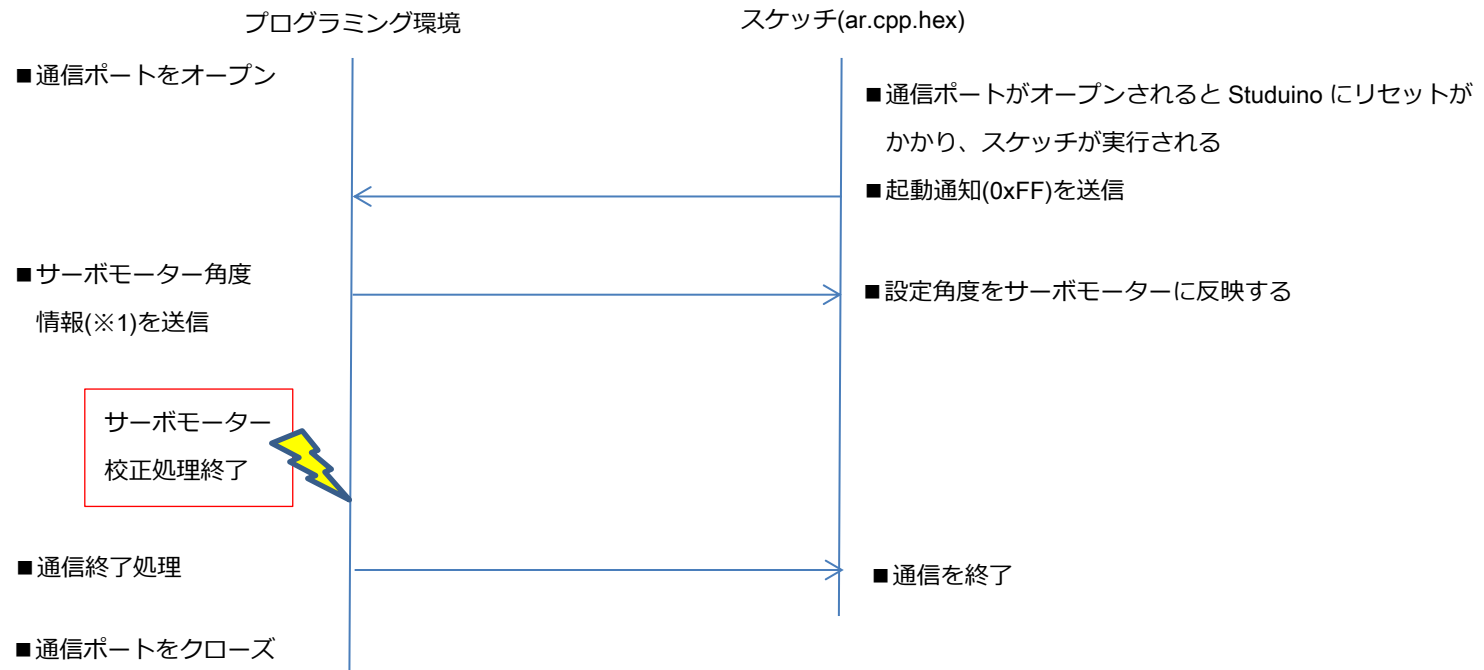 プログラミング環境
スケッチ(ar.cpp.hex)
■通信ポートをオープン
■通信ポートがオープンされると Studuino にリセットが
かかり、スケッチが実行される
■起動通知(0xFF)を送信
■サーボモーター角度
情報(※1)を送信
■設定角度をサーボモーターに反映する
サーボモーター
校正処理終了
■通信終了処理
■通信を終了
■通信ポートをクローズ